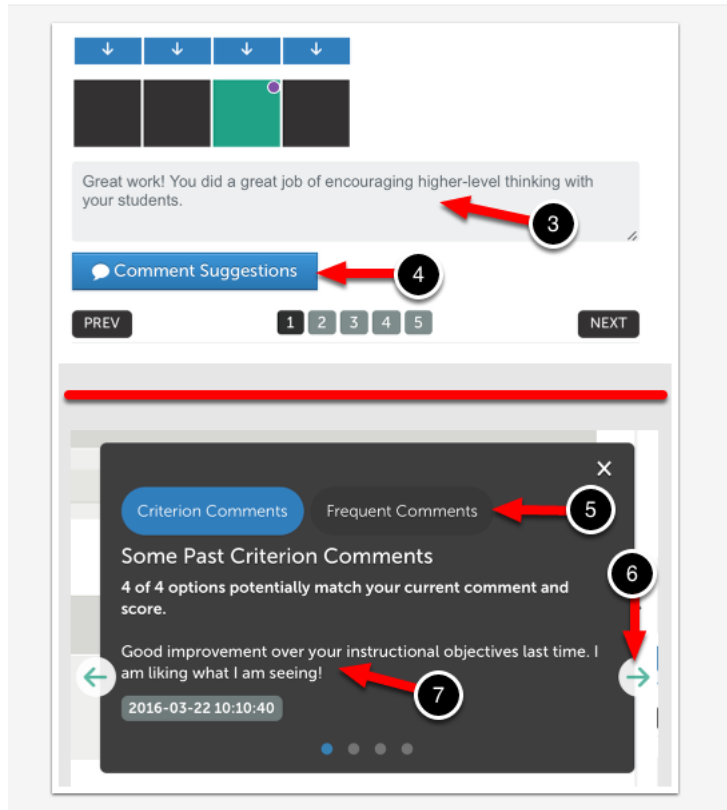 Great work! You did a great job of encouraging higher-level thinking with
your students.
3
Comment Suggestions
4
PREV
1 2 3 4 5
NEXT
Criterion Comments
Frequent Comments
5
Some Past Criterion Comments
4 of 4 options potentially match your current comment and
score.
6
Good improvement over your instructional objectives last time. I
am liking what I am seeing!
7
2016-03-22 10:10:40